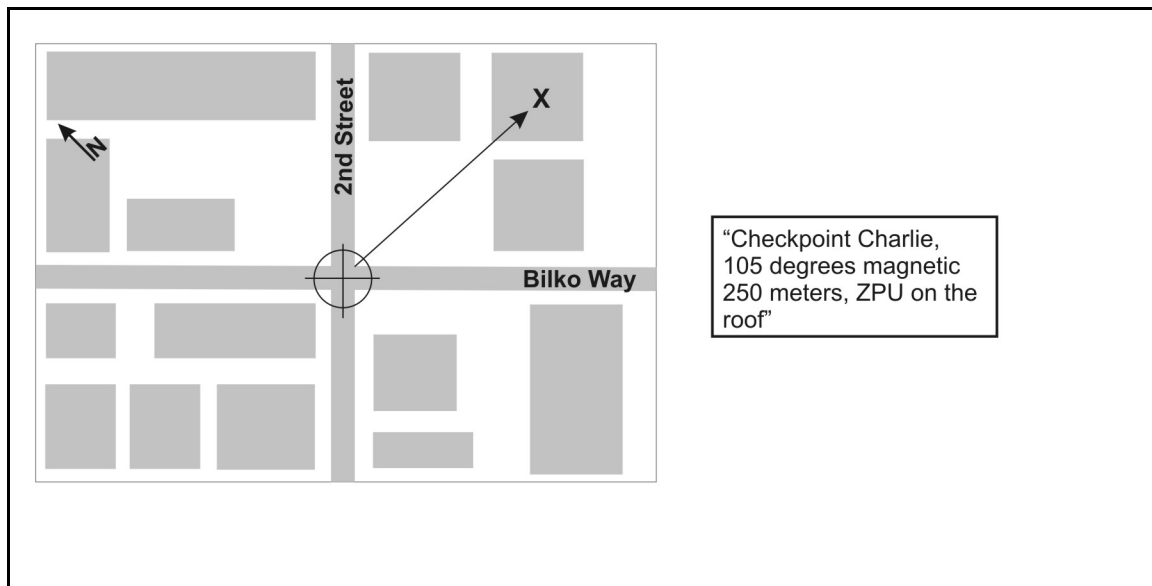 2nd Street
X
N
Bilko Way
“Checkpoint Charlie,
105 degrees magnetic
250 meters, ZPU on the
roof”